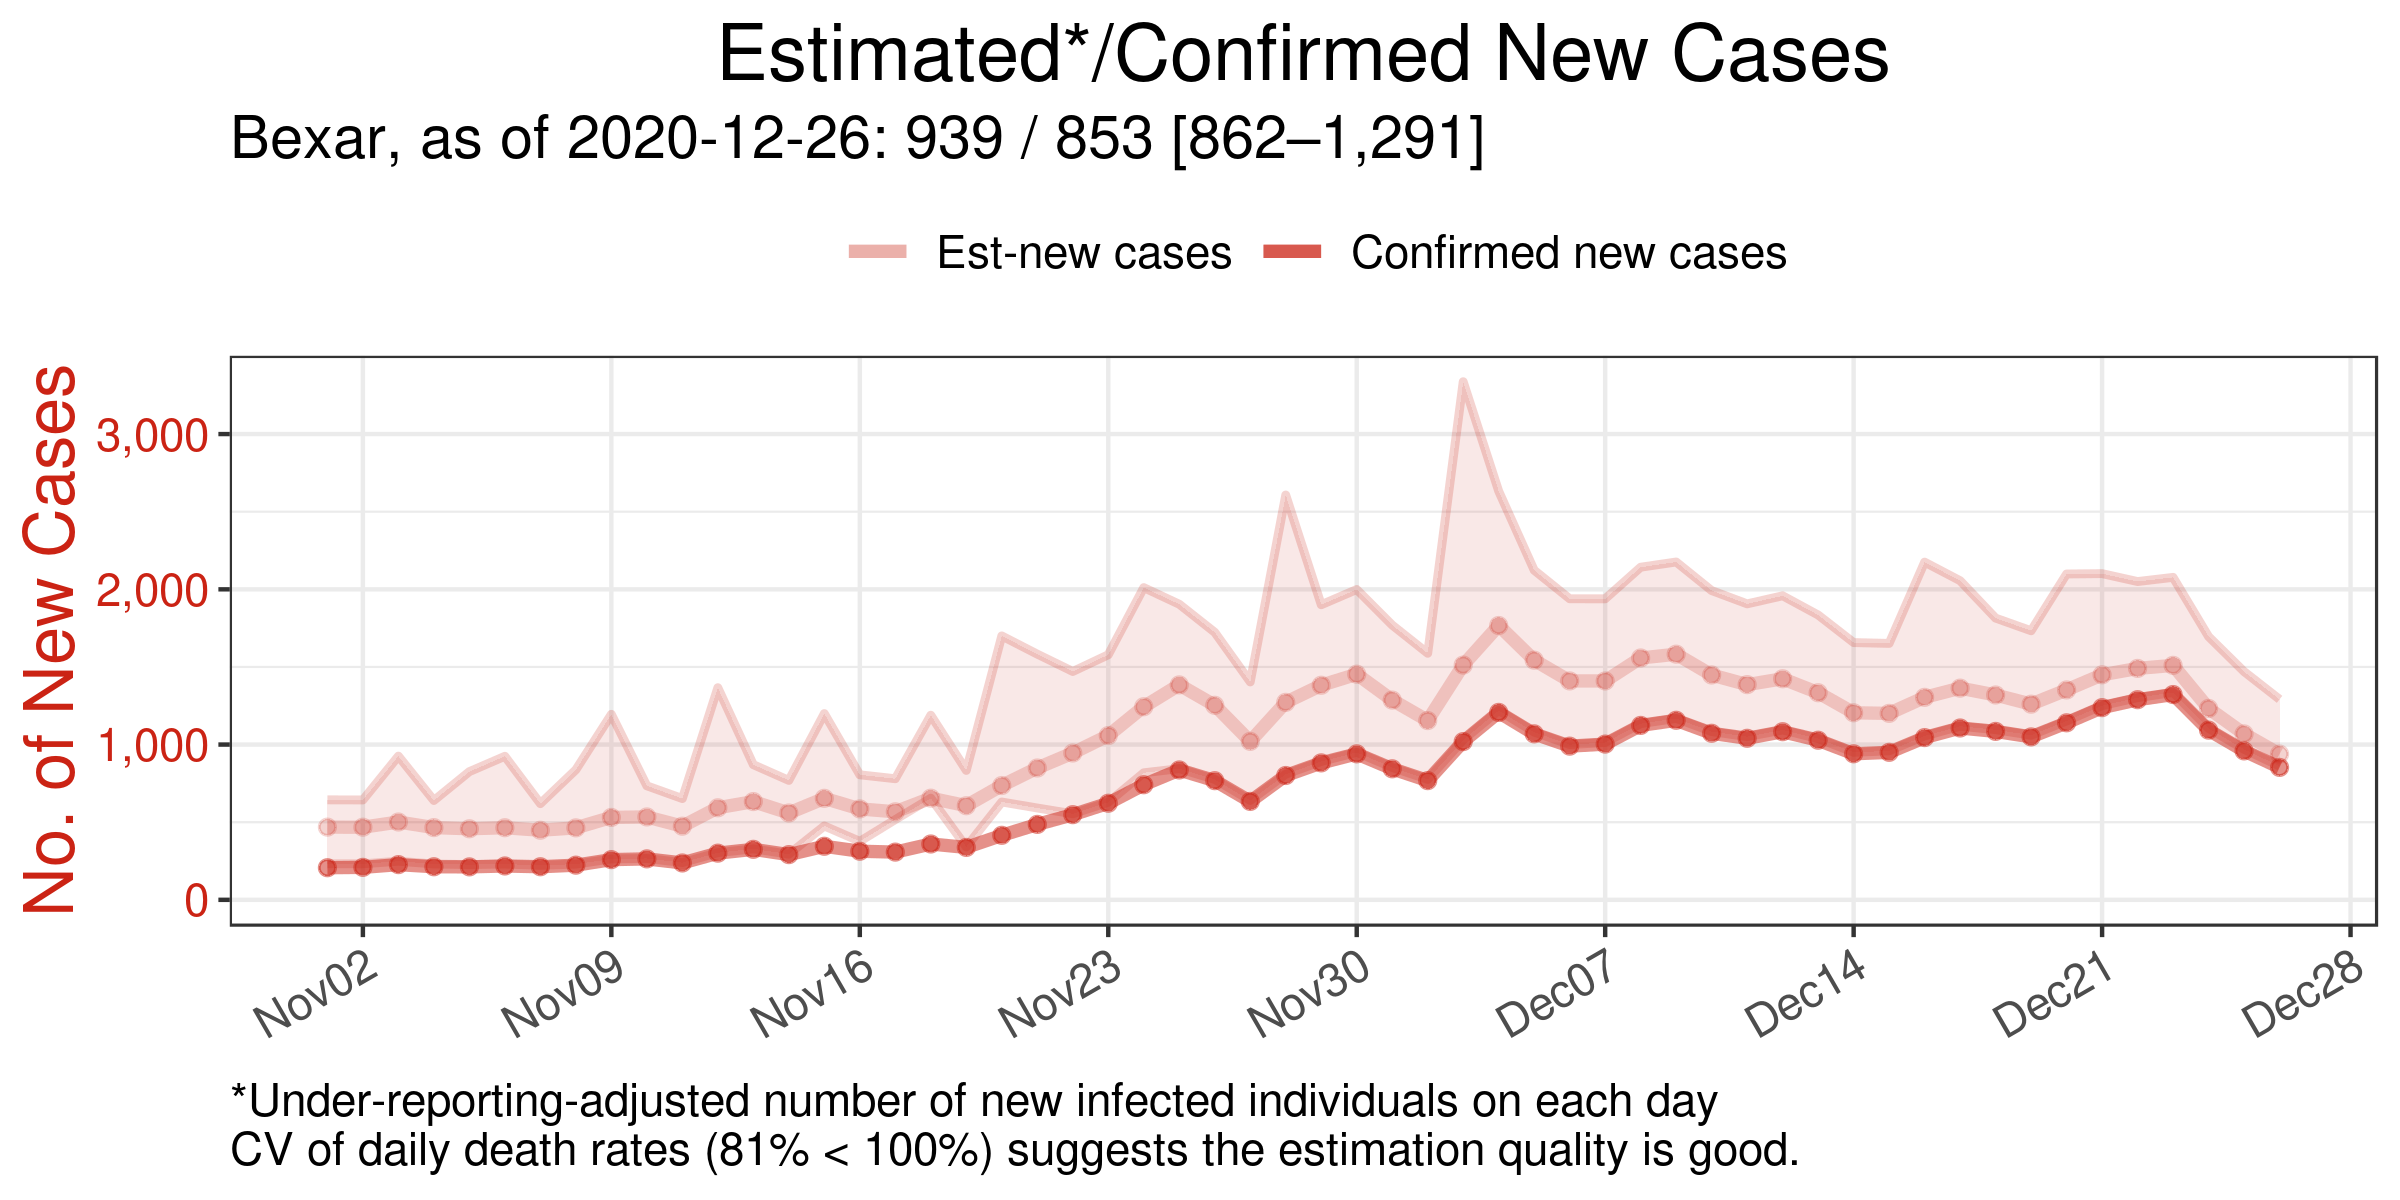 Estimated*/Confirmed New Cases
Bexar, as of 2020-12-26: 939 / 853 [862–1,291]
Est-new cases Confirmed new cases
No. of New Cases
3,000
2,000
1,000
0
Nov02 Nov09 Nov16 Nov23 Nov30 Dec07 Dec14 Dec21 Dec28
*Under-reporting-adjusted number of new infected individuals on each day
CV of daily death rates (81% < 100%) suggests the estimation quality is good.